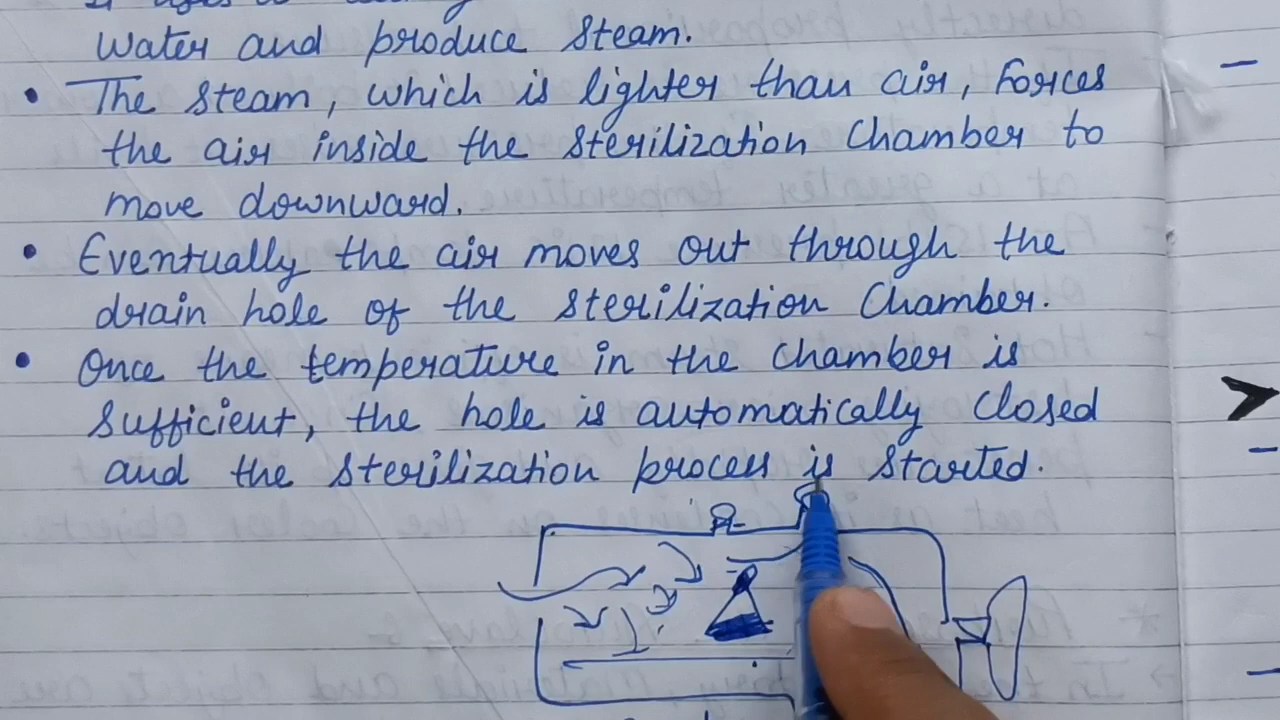 water and produce steam.
• The steam, which is lighter than air, Forces
the air inside the sterilization Chamber to
move downward.
• Eventually the air moves out through the
drain hole of the sterilization Chamber.
• Once the temperature in the chamber is
sufficient, the hole is automatically closed
and the sterilization process is started.